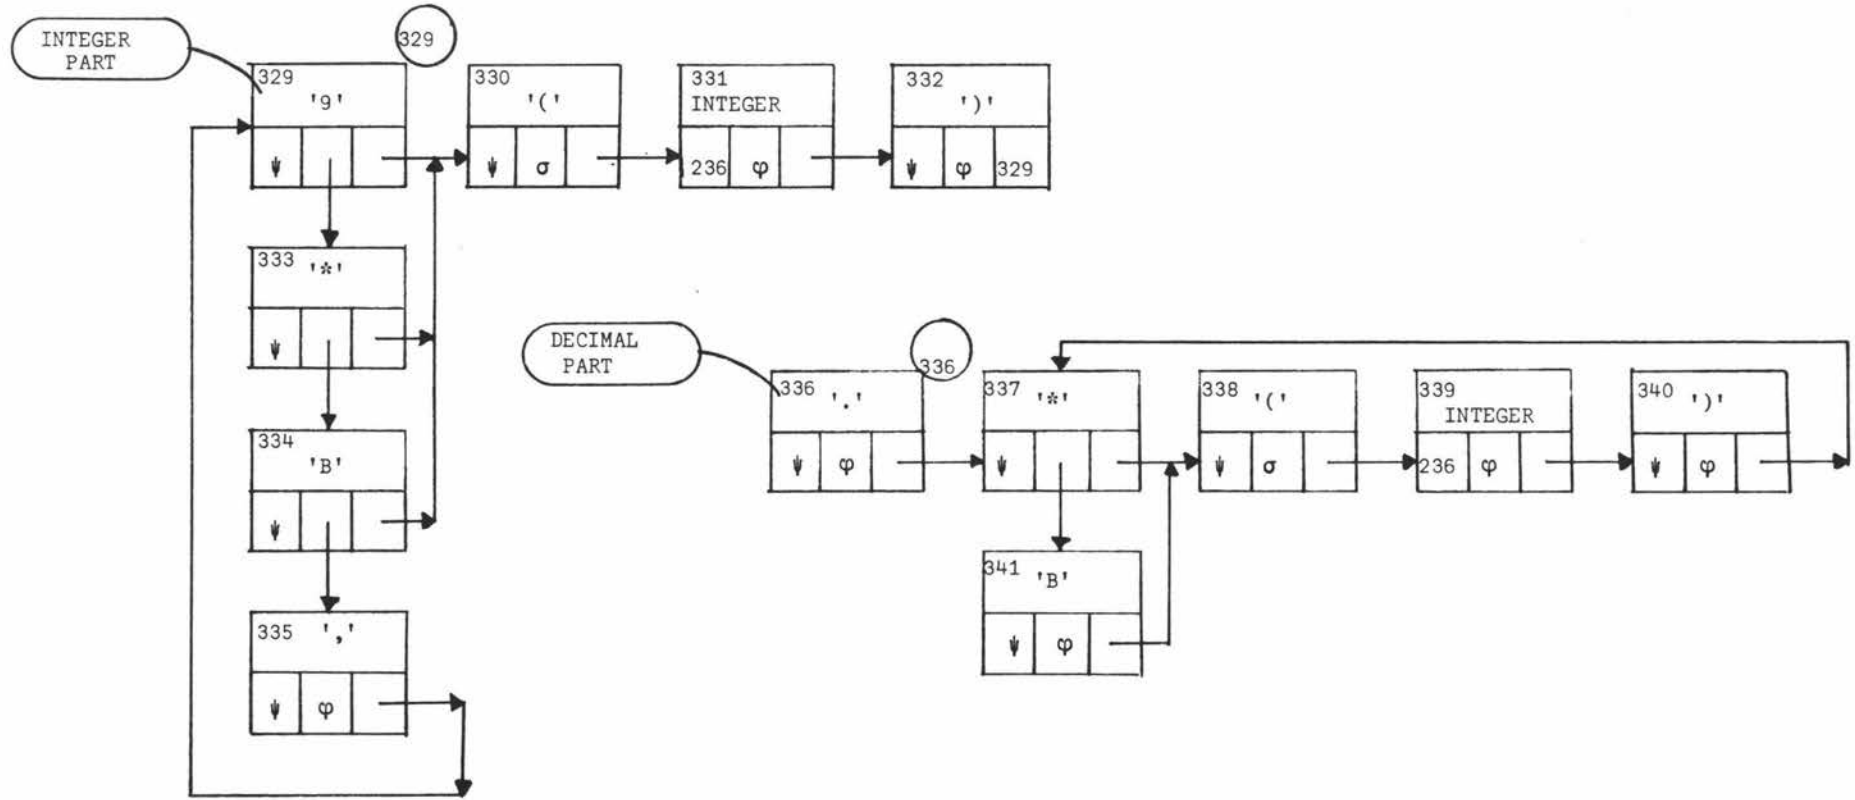 INTEGER
PART
329
329
'9'
ψ
330
'('
ψ σ
331
INTEGER
236 φ
332
')'
ψ φ 329
333 '*'
ψ
334
'B'
ψ
335 ','
ψ φ
DECIMAL
PART
336
336 '.'
ψ φ
337 '*'
ψ
338 '('
ψ σ
339
INTEGER
236 φ
340 ')'
ψ φ
341 'B'
ψ φ